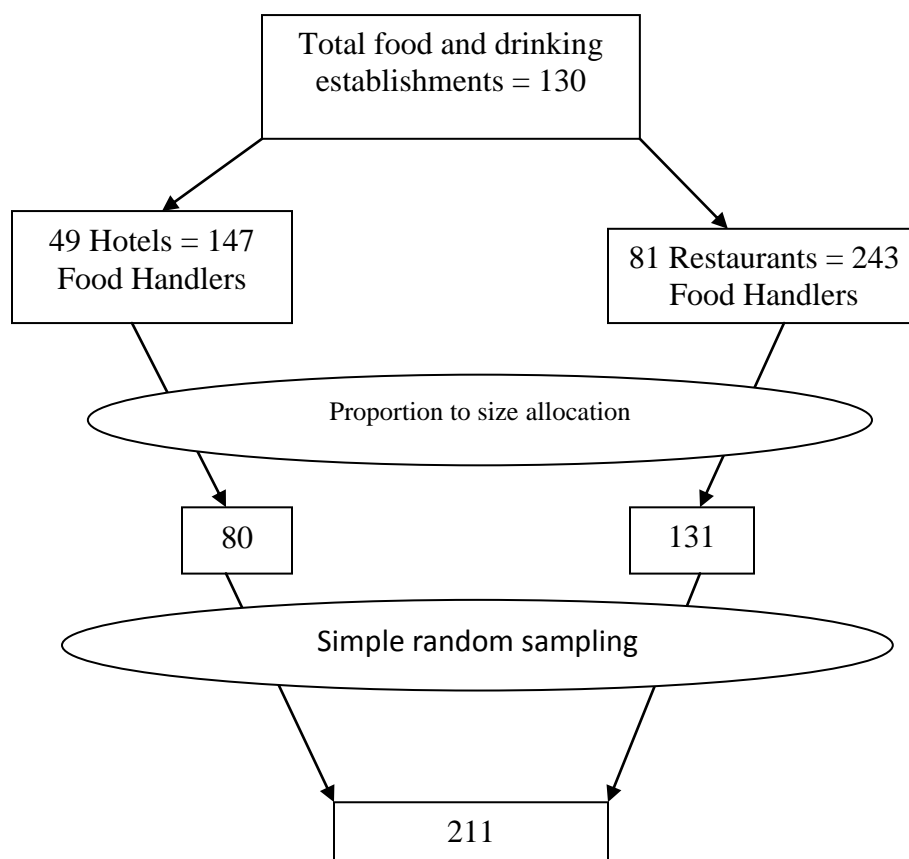 Total food and drinking
establishments = 130
49 Hotels = 147
Food Handlers
81 Restaurants = 243
Food Handlers
Proportion to size allocation
80
131
Simple random sampling
211